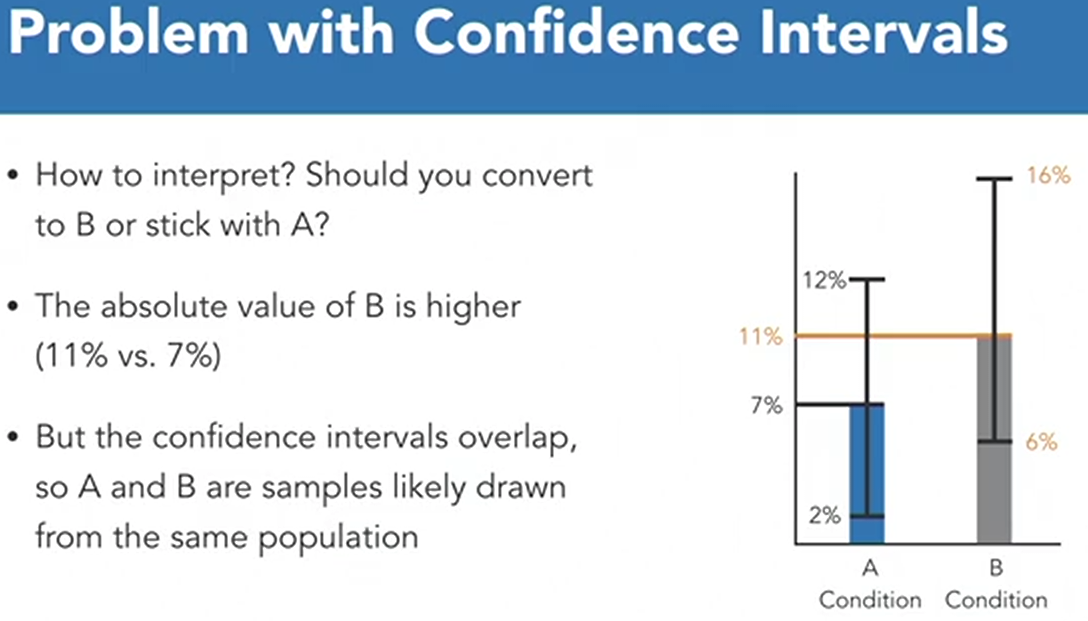 Problem with Confidence Intervals
• How to interpret? Should you convert
to B or stick with A?
• The absolute value of B is higher
(11% vs. 7%)
• But the confidence intervals overlap,
so A and B are samples likely drawn
from the same population
16%
12%
11%
7%
6%
2%
A
Condition
B
Condition